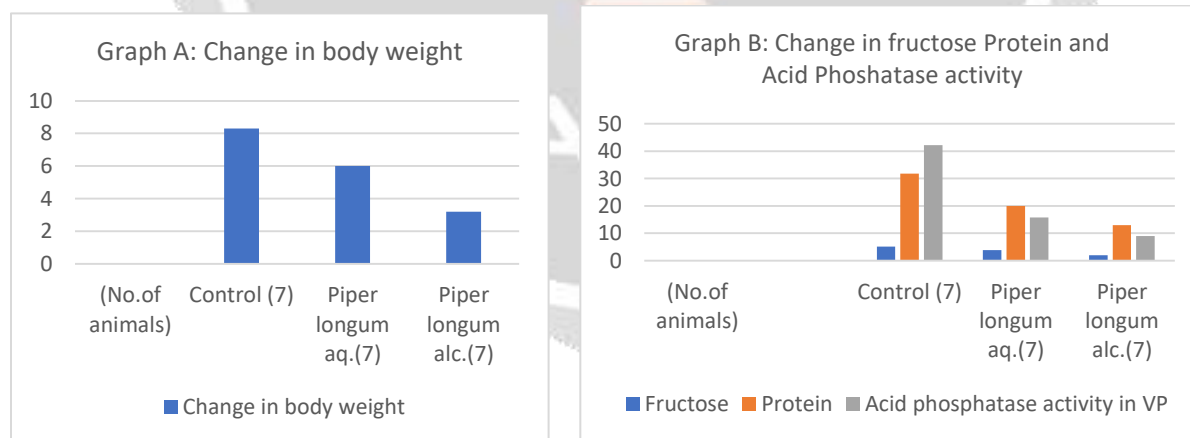 Graph A: Change in body weight
10
8
6
4
2
0
(No.of Control (7) Piper Piper
animals) longum longum
aq.(7) alc.(7)
Change in body weight
Graph B: Change in fructose Protein and
Acid Phoshatase activity
50
40
30
20
10
0
(No.of Control (7) Piper Piper
animals) longum longum
aq.(7) alc.(7)
Fructose Protein Acid phosphatase activity in VP